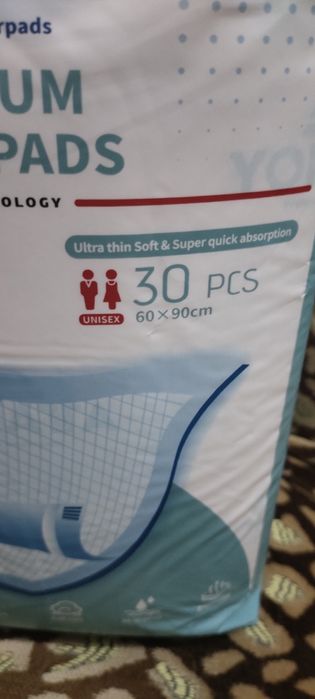 rpads
UM
PADS
OLOGY
Ultra thin Soft & Super quick absorption
30 PCS
UNISEX
60×90cm